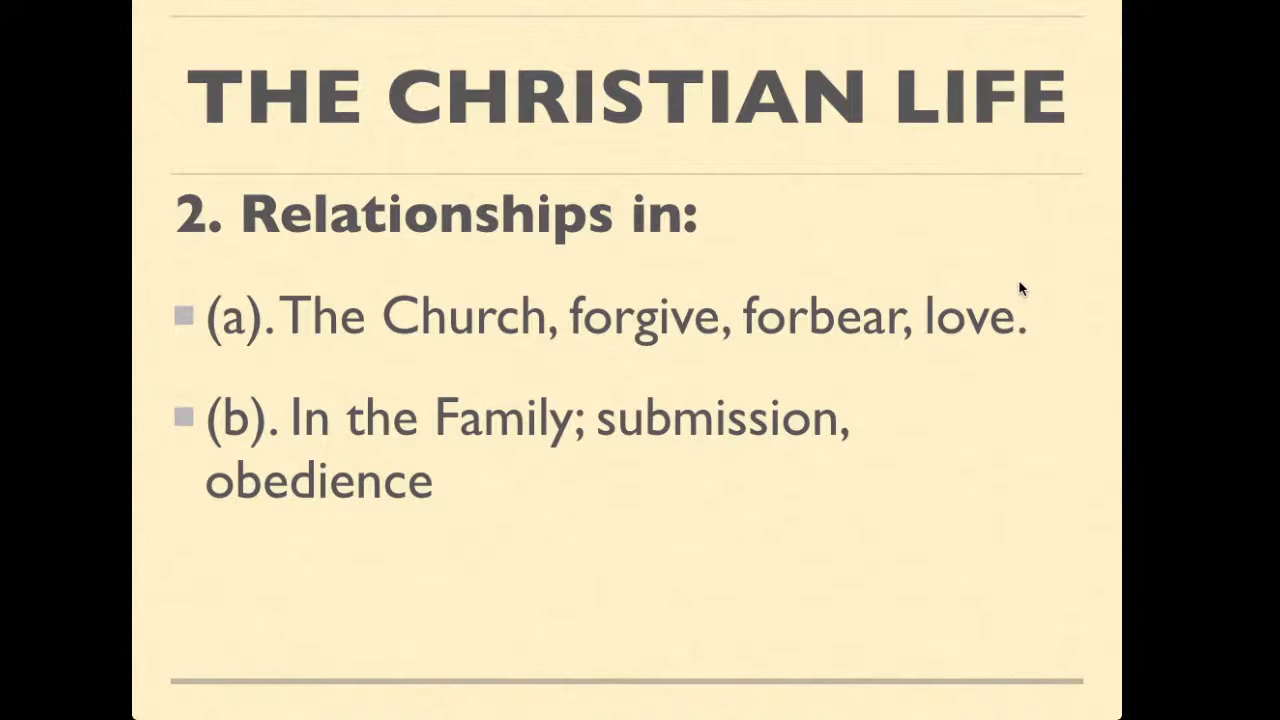 THE CHRISTIAN LIFE
2. Relationships in:
(a). The Church, forgive, forbear, love.
(b). In the Family; submission,
obedience